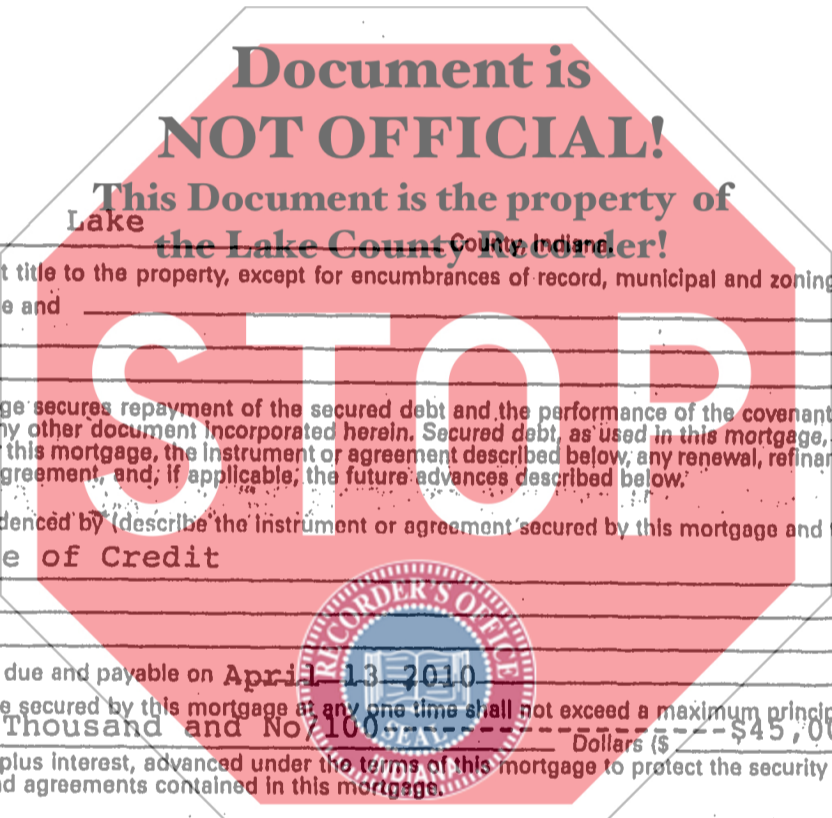 Document is
NOT OFFICIAL!
This Document is the property of
Lake
the Lake County Recorder!
County, Indiana.
t title to the property, except for encumbrances of record, municipal and zoning
e and
STOP
ge secures repayment of the secured debt and the performance of the covenant
ny other document incorporated herein. Secured debt, as used in this mortgage,
this mortgage, the instrument or agreement described below, any renewal, refinan
greement, and, if applicable, the future advances described below.
denced by (describe the instrument or agreement secured by this mortgage and
e of Credit
RECORDER'S OFFICE
due and payable on April 13 2010
e secured by this mortgage at any one time shall not exceed a maximum princip
Thousand and No/100--------------------$45,00
SEAL
Dollars ($
plus interest, advanced under the terms of this mortgage to protect the security
INDIANA
d agreements contained in this mortgage.